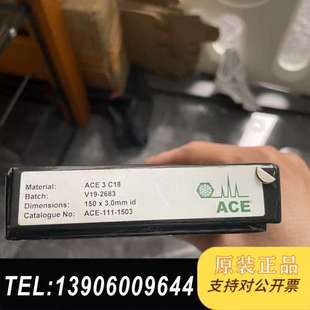 Material: ACE 3 C18
Batch: V19-2683
Dimensions: 150 x 3.0mm id
Catalogue No: ACE-111-1503
ACE
TEL:13906009644
原装正品
支持对公开票